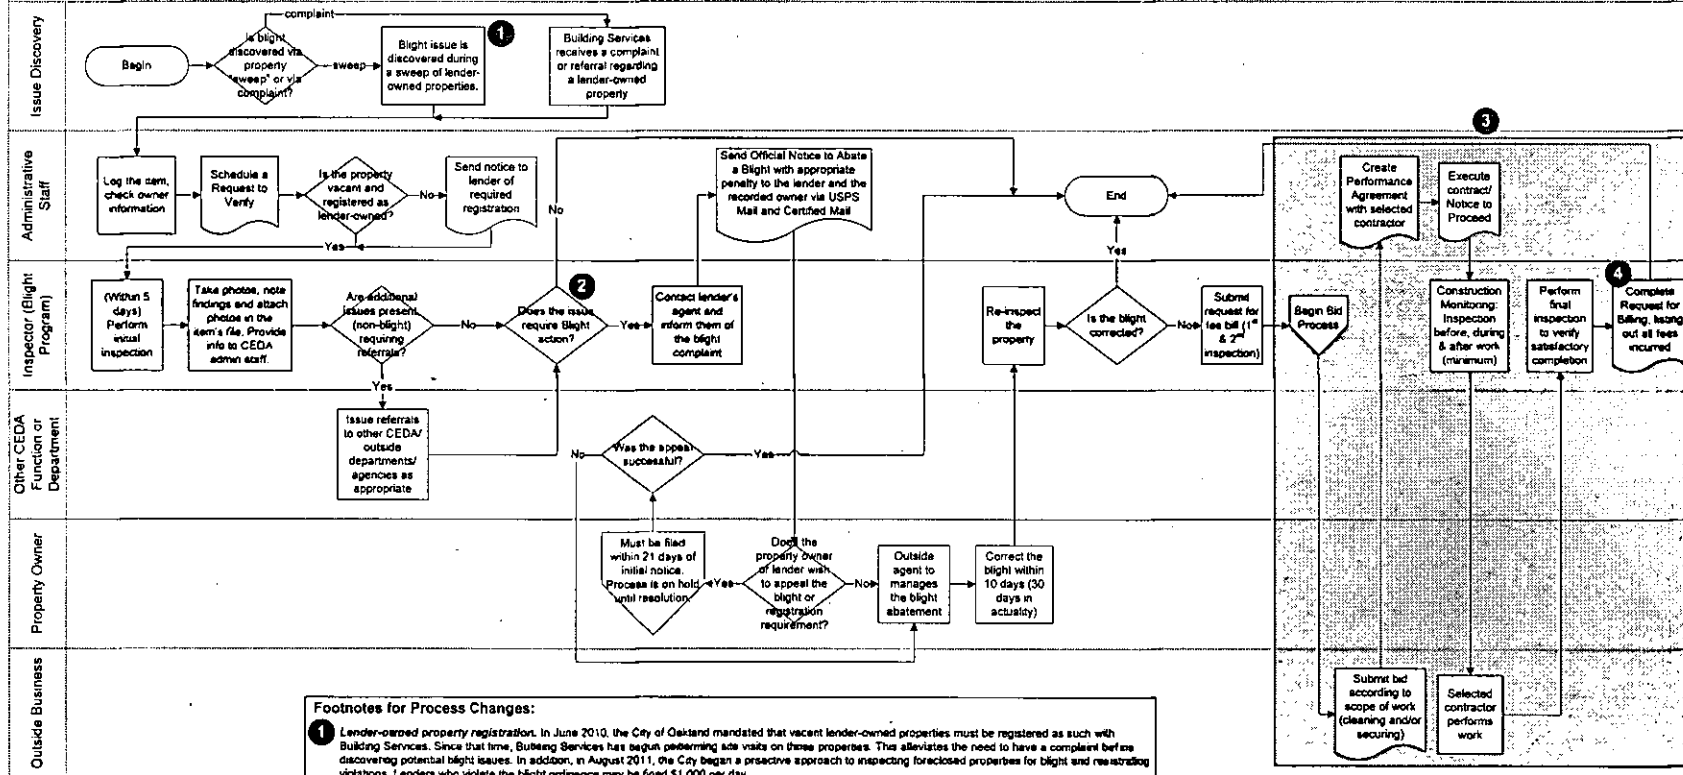 Issue Discovery
Begin
Is blight
discovered via
property
"sweep" or via
complaint?
complaint
sweep
Blight issue is
discovered during
a sweep of lender-
owned properties.
1
Building Services
receives a complaint
or referral regarding
a lender-owned
property
Administrative
Staff
Log the item,
check owner
information
Schedule a
Request to
Verify
Is the property
vacant and
registered as
lender-owned?
No
Send notice to
lender of
required
registration
Yes
No
Send Official Notice to Abate
a Blight with appropriate
penalty to the lender and the
recorded owner via USPS
Mail and Certified Mail
End
Yes
3
Create
Performance
Agreement
with selected
contractor
Execute
contract/
Notice to
Proceed
Inspector (Blight
Program)
(Within 5
days)
Perform
initial
inspection
Take photos, note
findings and attach
photos in the
item's file. Provide
info to CEDA
admin staff.
Are additional
issues present
(non-blight)
requiring
referrals?
No
Yes
2
Does the issue
require Blight
action?
Yes
Contact lender's
agent and
inform them of
the blight
complaint
Re-inspect
the
property
Is the blight
corrected?
No
Submit
request for
fee bill (1st
& 2nd
inspection)
Begin Bid
Process
Construction
Monitoring:
Inspection
before, during
& after work
(minimum)
Perform
final
inspection
to verify
satisfactory
completion
4
Complete
Request for
Billing, listing
out all fees
incurred
Other CEDA
Function or
Department
Issue referrals
to other CEDA/
outside
departments/
agencies as
appropriate
No
Was the appeal
successful?
Yes
Property Owner
Must be filed
within 21 days of
initial notice.
Process is on hold
until resolution.
Yes
Does the
property owner
of lender wish
to appeal the
blight or
registration
requirement?
No
Outside
agent to
manages
the blight
abatement
Correct the
blight within
10 days (30
days in
actuality)
Outside Business
Submit bid
according to
scope of work
(cleaning and/or
securing)
Selected
contractor
performs
work
Footnotes for Process Changes:
1 Lender-owned property registration. In June 2010, the City of Oakland mandated that vacant lender-owned properties must be registered as such with
Building Services. Since that time, Building Services has begun performing site visits on those properties. This alleviates the need to have a complaint before
discovering potential blight issues. In addition, in August 2011, the City began a proactive approach to inspecting foreclosed properties for blight and registrating
violations. Lenders who violate the blight ordinance may be fined $1,000 per day.